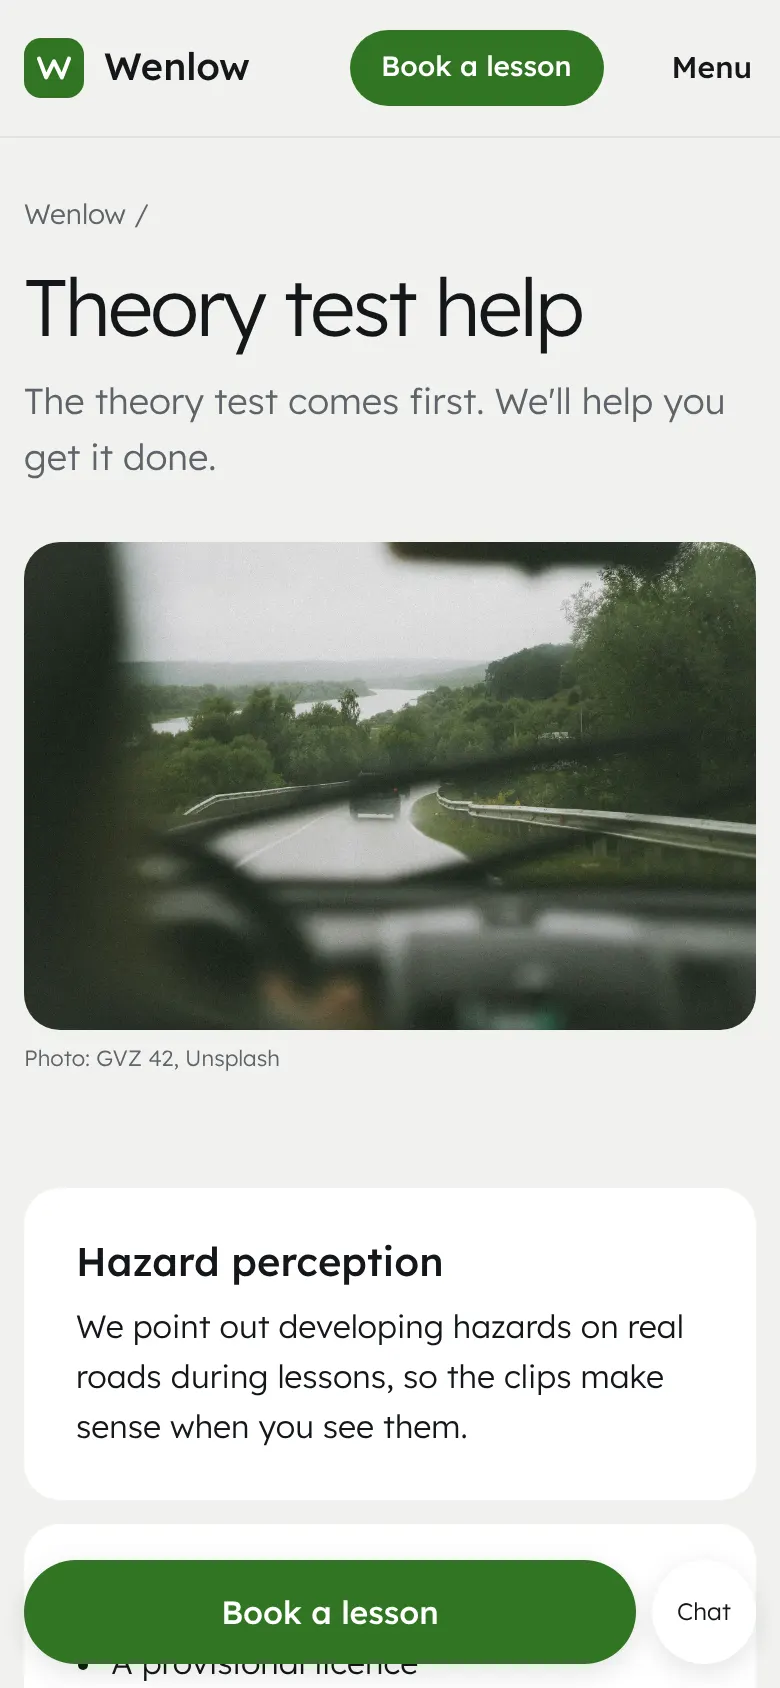 W Wenlow
Book a lesson
Menu
Wenlow /
Theory test help
The theory test comes first. We'll help you
get it done.
Photo: GVZ 42, Unsplash
Hazard perception
We point out developing hazards on real
roads during lessons, so the clips make
sense when you see them.
Book a lesson
Chat
• A provisional licence